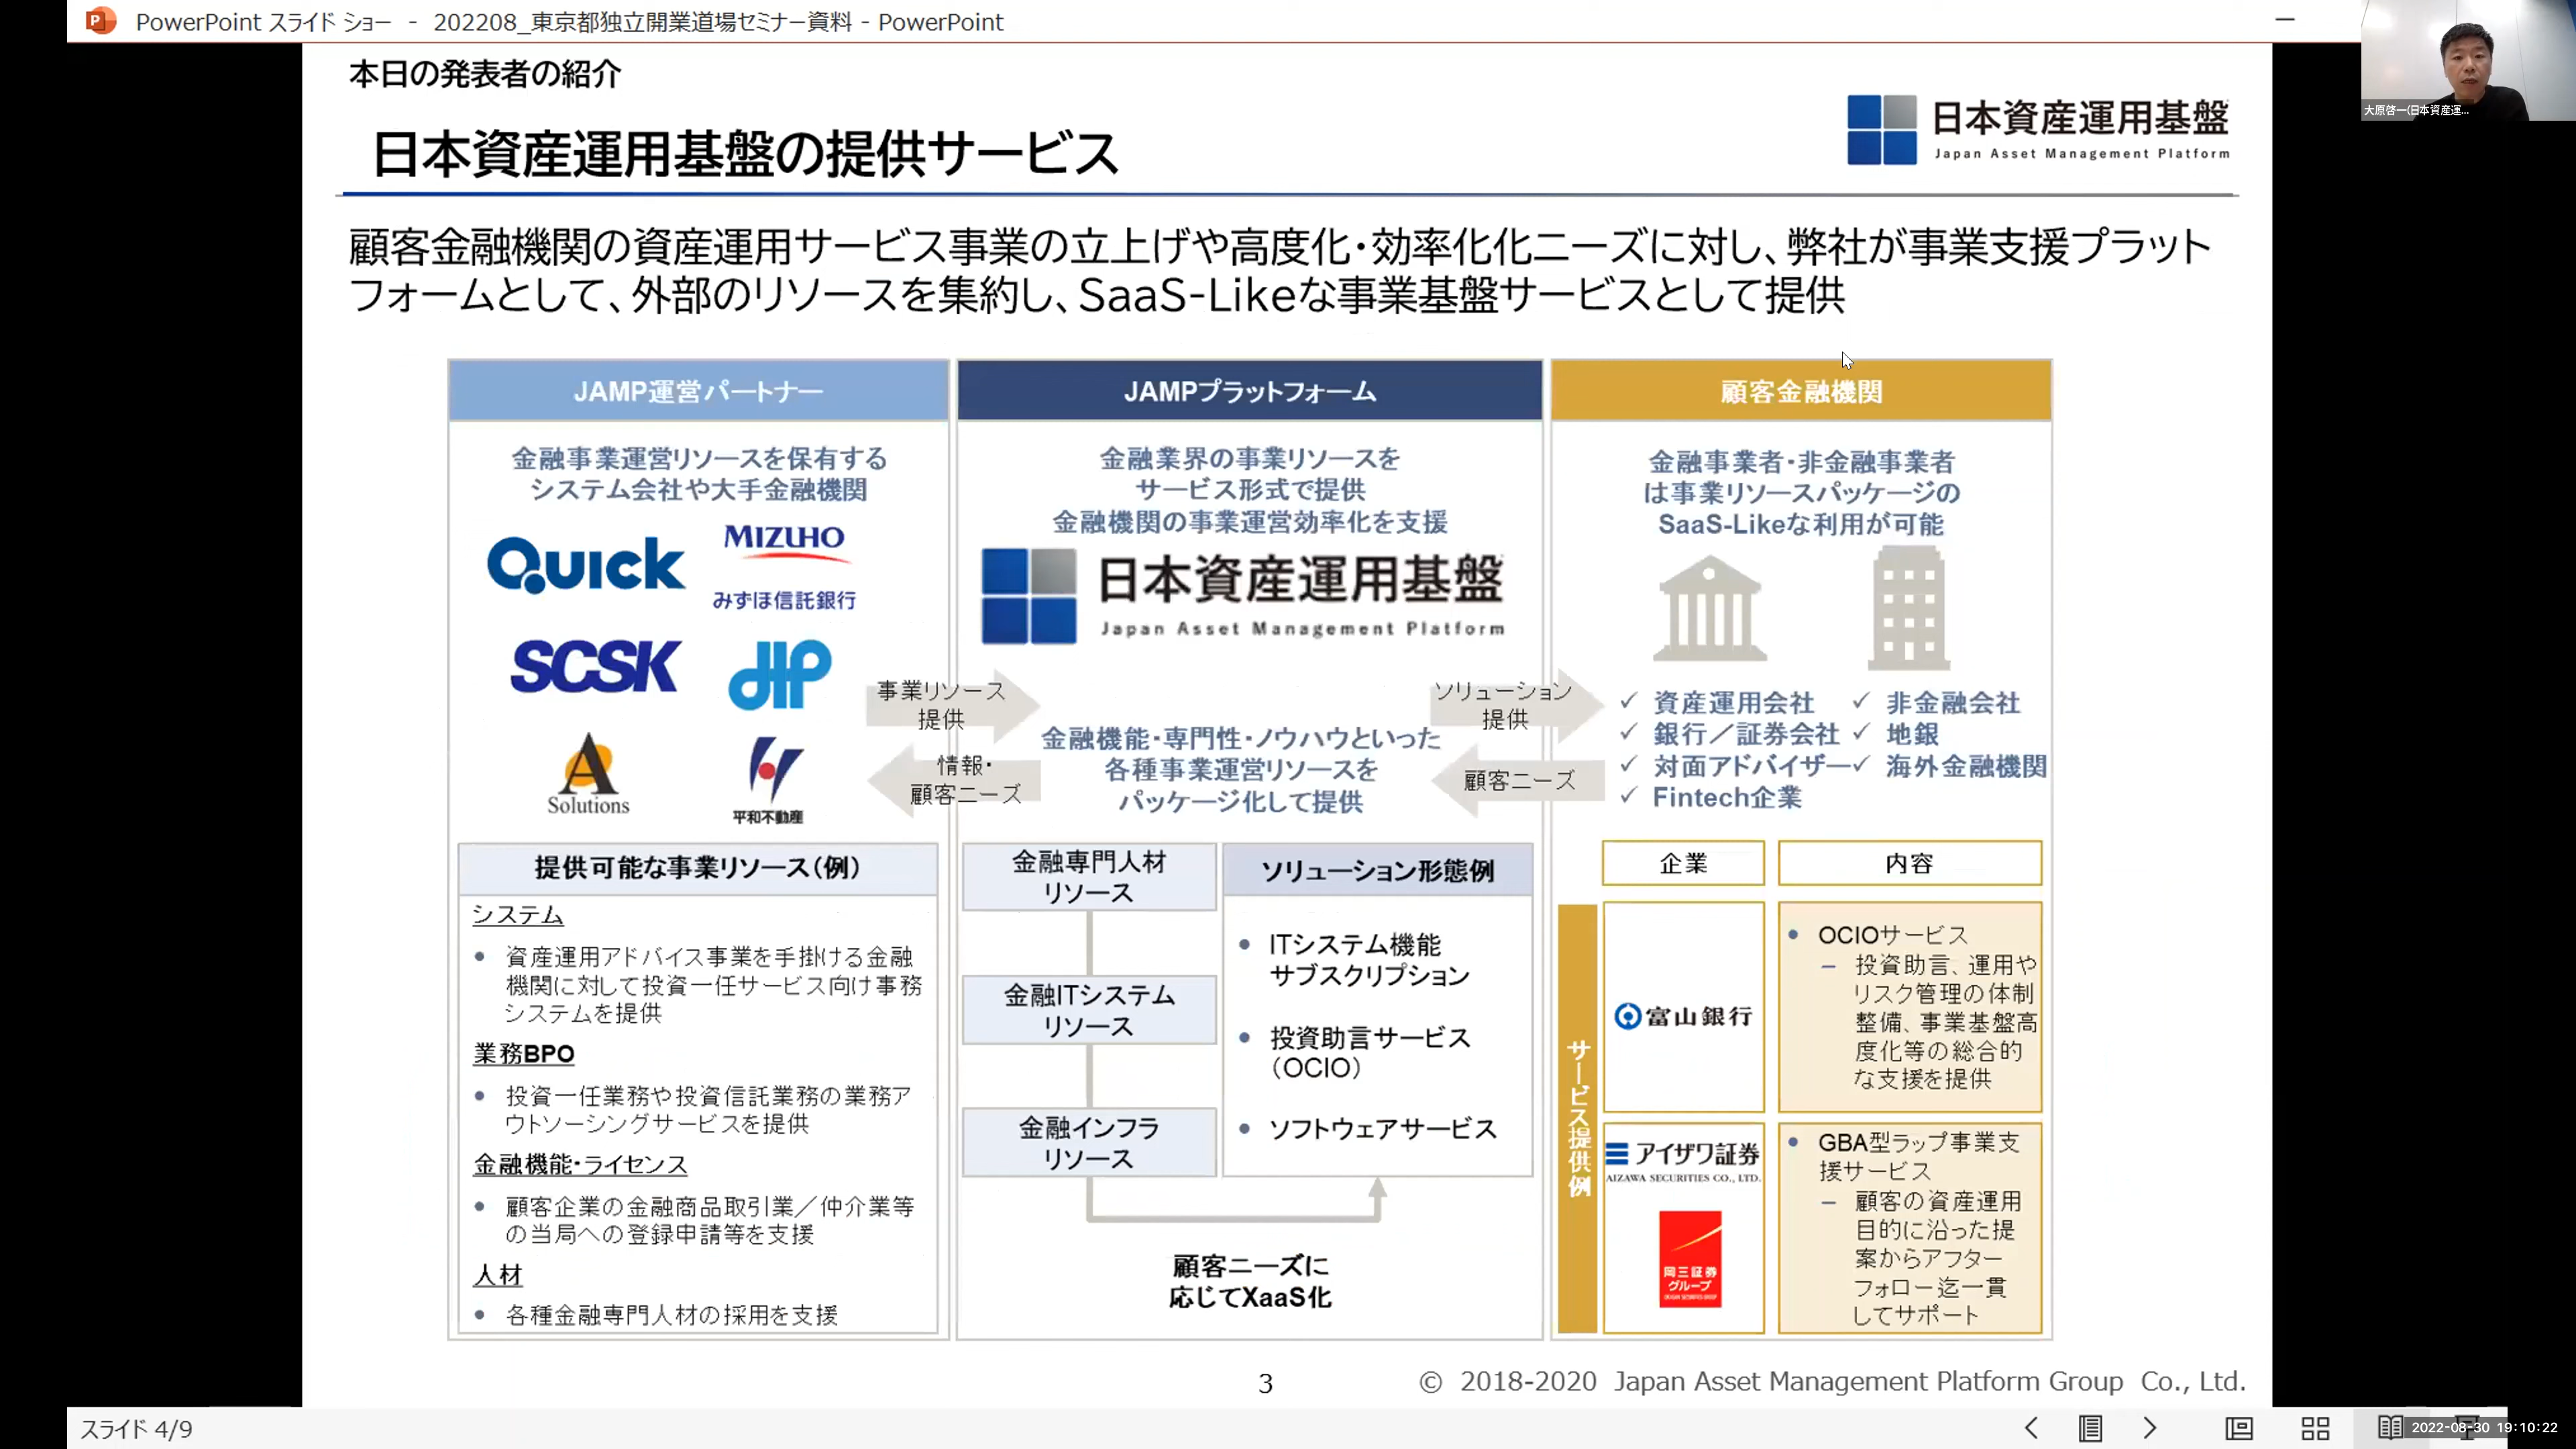 PowerPoint スライド ショー - 202208_東京都独立開業道場セミナー資料 - PowerPoint
大原啓一(日本資産運...
本日の発表者の紹介
日本資産運用基盤の提供サービス
日本資産運用基盤
Japan Asset Management Platform
顧客金融機関の資産運用サービス事業の立上げや高度化・効率化化ニーズに対し、弊社が事業支援プラット
フォームとして、外部のリソースを集約し、SaaS-Likeな事業基盤サービスとして提供
JAMP運営パートナー
金融事業運営リソースを保有する
システム会社や大手金融機関
QUICK
MIZUHO
みずほ信託銀行
SCSK
dIP
A
Solutions
平和不動産
事業リソース
提供
情報・
顧客ニーズ
提供可能な事業リソース(例)
システム
• 資産運用アドバイス事業を手掛ける金融
機関に対して投資一任サービス向け事務
システムを提供
業務BPO
• 投資一任業務や投資信託業務の業務ア
ウトソーシングサービスを提供
金融機能・ライセンス
• 顧客企業の金融商品取引業／仲介業等
の当局への登録申請等を支援
人材
• 各種金融専門人材の採用を支援
JAMPプラットフォーム
金融業界の事業リソースを
サービス形式で提供
金融機関の事業運営効率化を支援
日本資産運用基盤
Japan Asset Management Platform
金融機能・専門性・ノウハウといった
各種事業運営リソースを
パッケージ化して提供
ソリューション
提供
顧客ニーズ
金融専門人材
リソース
金融ITシステム
リソース
金融インフラ
リソース
ソリューション形態例
• ITシステム機能
サブスクリプション
• 投資助言サービス
(OCIO)
• ソフトウェアサービス
顧客ニーズに
応じてXaaS化
顧客金融機関
金融事業者・非金融事業者
は事業リソースパッケージの
SaaS-Likeな利用が可能
✓ 資産運用会社 ✓ 非金融会社
✓ 銀行／証券会社 ✓ 地銀
✓ 対面アドバイザー ✓ 海外金融機関
✓ Fintech企業
企業
内容
サービス提供例
富山銀行
• OCIOサービス
– 投資助言、運用や
リスク管理の体制
整備、事業基盤高
度化等の総合的
な支援を提供
アイザワ証券
AIZAWA SECURITIES CO., LTD.
岡三証券
グループ
• GBA型ラップ事業支
援サービス
– 顧客の資産運用
目的に沿った提
案からアフター
フォロー迄一貫
してサポート
3
© 2018-2020 Japan Asset Management Platform Group Co., Ltd.
スライド 4/9
2022-08-30 19:10:22